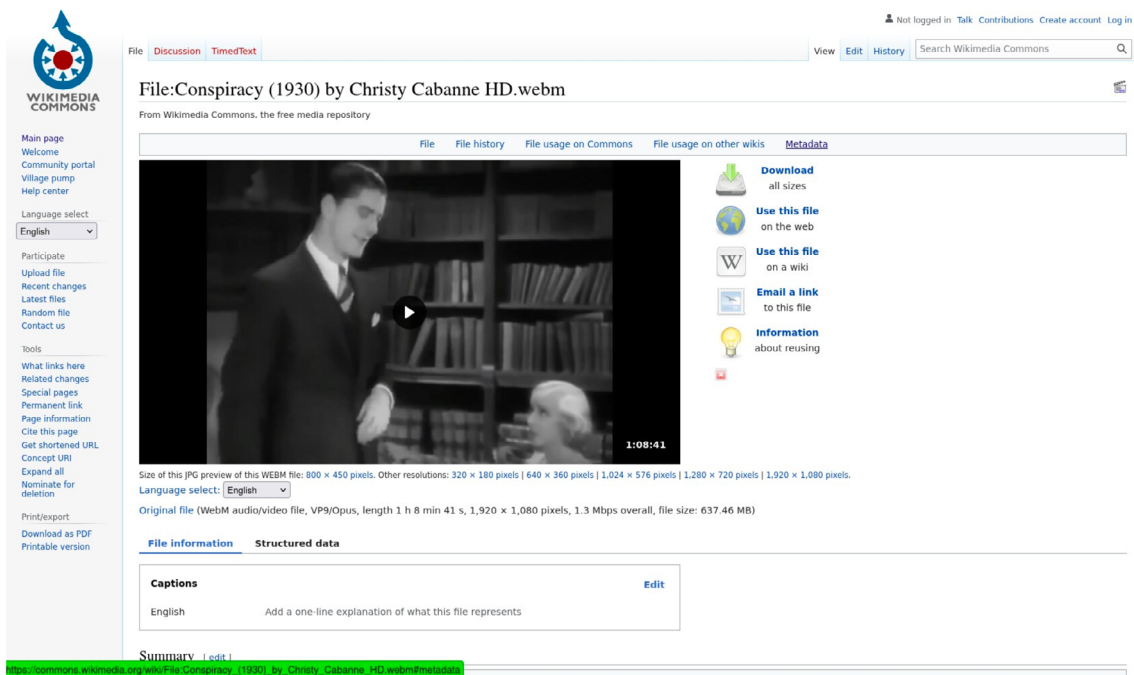 Not logged in Talk Contributions Create account Log in
File Discussion TimedText View Edit History Search Wikimedia Commons
WIKIMEDIA
COMMONS
File:Conspiracy (1930) by Christy Cabanne HD.webm
From Wikimedia Commons, the free media repository
Main page
Welcome
Community portal
Village pump
Help center
Language select
English
Participate
Upload file
Recent changes
Latest files
Random file
Contact us
Tools
What links here
Related changes
Special pages
Permanent link
Page information
Cite this page
Get shortened URL
Concept URI
Expand all
Nominate for
deletion
Print/export
Download as PDF
Printable version
File File history File usage on Commons File usage on other wikis Metadata
1:08:41
Download
all sizes
Use this file
on the web
W
Use this file
on a wiki
Email a link
to this file
Information
about reusing
Size of this JPG preview of this WEBM file: 800 × 450 pixels. Other resolutions: 320 × 180 pixels | 640 × 360 pixels | 1,024 × 576 pixels | 1,280 × 720 pixels | 1,920 × 1,080 pixels.
Language select: English
Original file (WebM audio/video file, VP9/Opus, length 1 h 8 min 41 s, 1,920 × 1,080 pixels, 1.3 Mbps overall, file size: 637.46 MB)
File information Structured data
Captions Edit
English Add a one-line explanation of what this file represents
Summary [ edit ]
https://commons.wikimedia.org/wiki/File:Conspiracy_(1930)_by_Christy_Cabanne_HD.webm#metadata